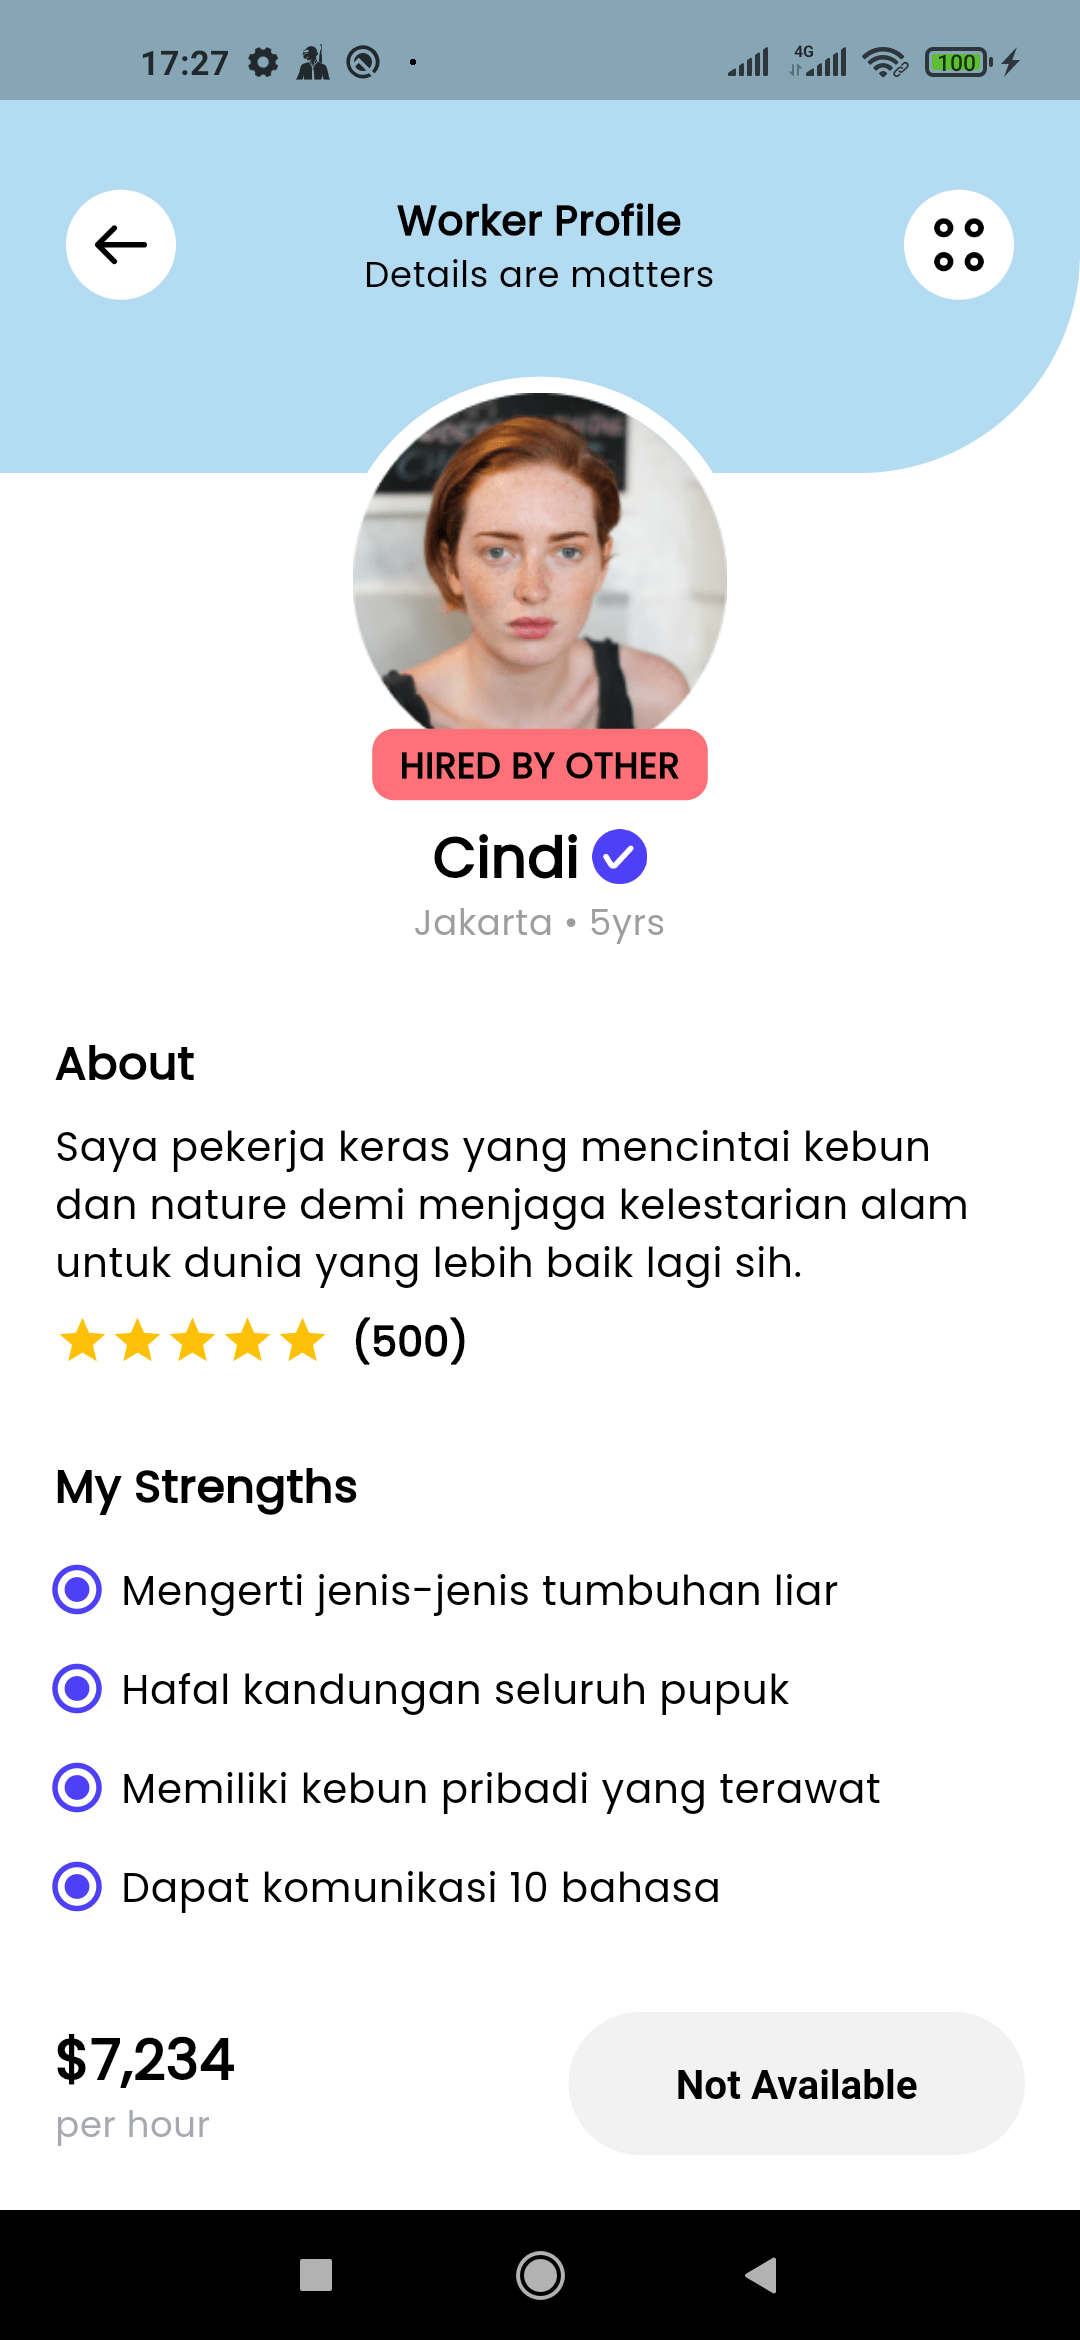 17:27
4G
100
Worker Profile
Details are matters
HIRED BY OTHER
Cindi
Jakarta • 5yrs
About
Saya pekerja keras yang mencintai kebun
dan nature demi menjaga kelestarian alam
untuk dunia yang lebih baik lagi sih.
(500)
My Strengths
Mengerti jenis-jenis tumbuhan liar
Hafal kandungan seluruh pupuk
Memiliki kebun pribadi yang terawat
Dapat komunikasi 10 bahasa
$7,234
per hour
Not Available